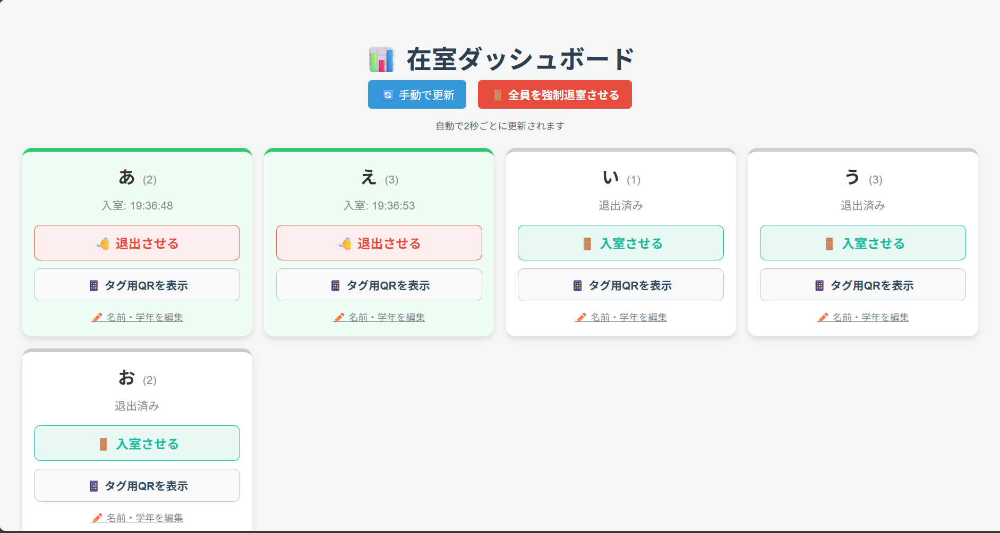 在室ダッシュボード
手動で更新 全員を強制退室させる
自動で2秒ごとに更新されます
あ (2)
入室: 19:36:48
退出させる
タグ用QRを表示
名前・学年を編集
え (3)
入室: 19:36:53
退出させる
タグ用QRを表示
名前・学年を編集
い (1)
退出済み
入室させる
タグ用QRを表示
名前・学年を編集
う (3)
退出済み
入室させる
タグ用QRを表示
名前・学年を編集
お (2)
退出済み
入室させる
タグ用QRを表示
名前・学年を編集